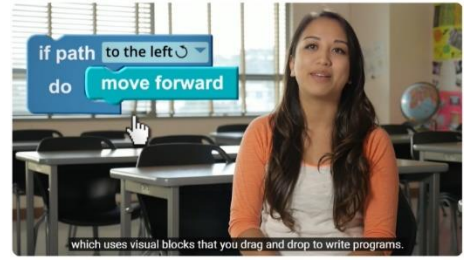 if path to the left
do move forward
which uses visual blocks that you drag and drop to write programs.